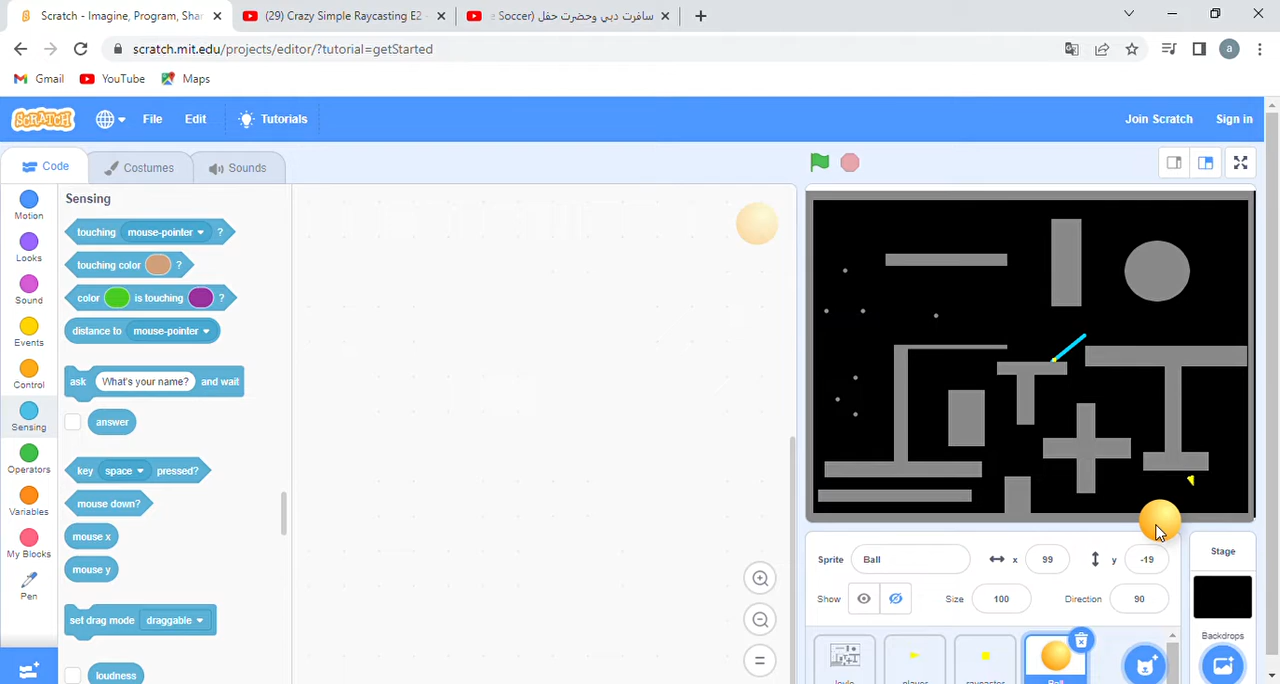 Scratch - Imagine, Program, Shar
(29) Crazy Simple Raycasting E2 -
سافرت دبي وحضرت حفل (Soccer :
scratch.mit.edu/projects/editor/?tutorial=getStarted
a
Gmail
YouTube
Maps
SCRATCH
File
Edit
Tutorials
Join Scratch
Sign in
Code
Costumes
Sounds
Motion
Looks
Sound
Events
Control
Sensing
Operators
Variables
My Blocks
Pen
Sensing
touching mouse-pointer ?
touching color ?
color is touching ?
distance to mouse-pointer
ask What's your name? and wait
answer
key space pressed?
mouse down?
mouse x
mouse y
set drag mode draggable
loudness
Sprite Ball x 99 y -19
Show Size 100 Direction 90
Stage
Backdrops
player
raycaster
Ball